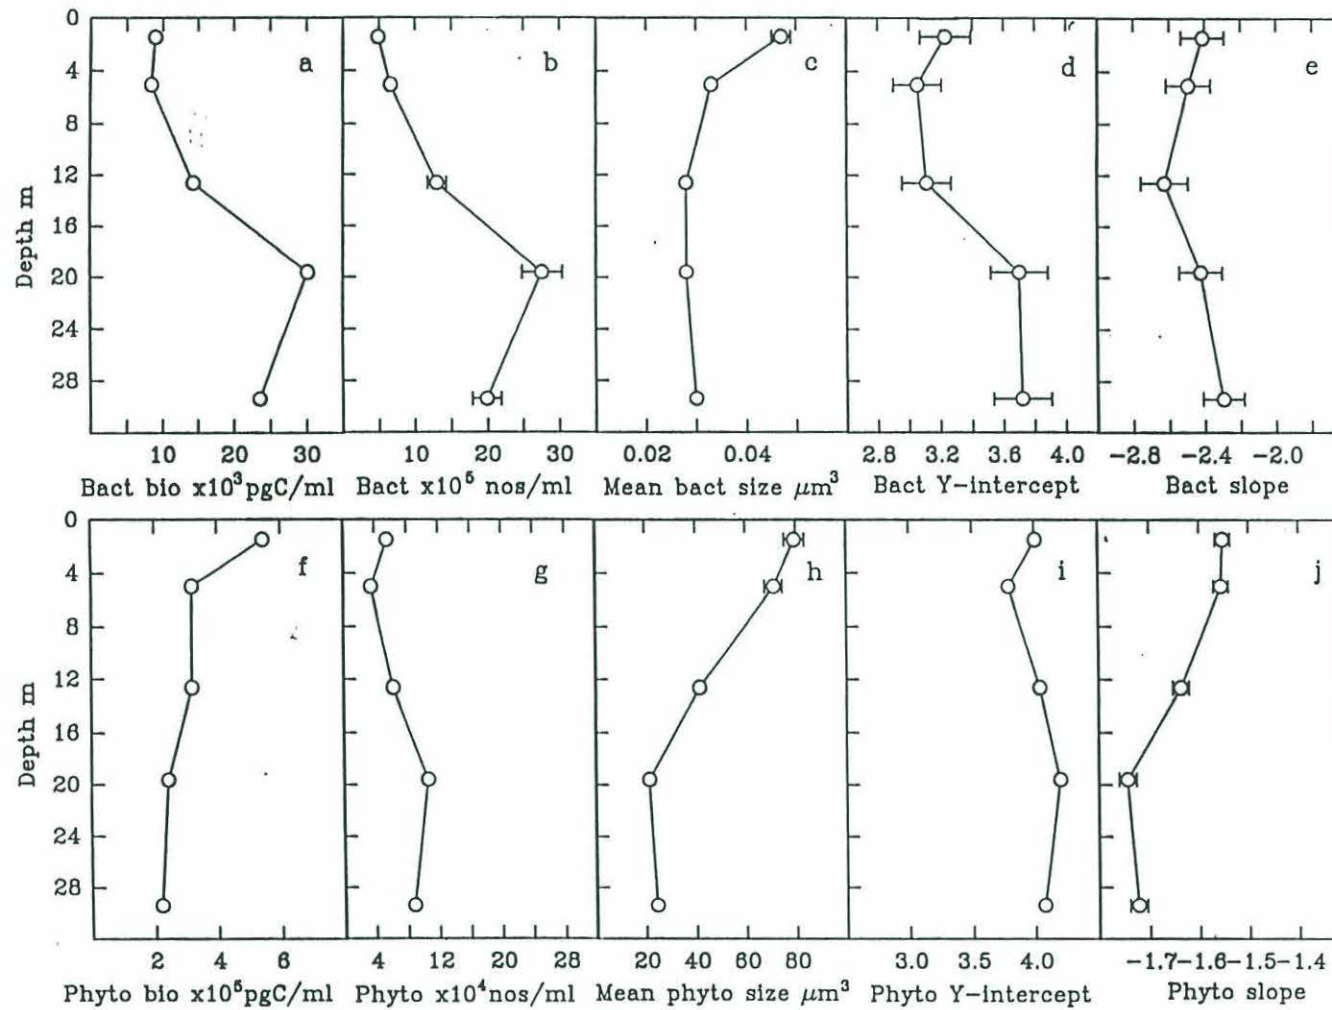 0
4
8
12
16
20
24
28
Depth m
a
b
c
d
e
10 20 30
10 20 30
0.02 0.04
2.8 3.2 3.6 4.0
-2.8 -2.4 -2.0
Bact bio x10³pgC/ml
Bact x10⁵ nos/ml
Mean bact size μm³
Bact Y-intercept
Bact slope
0
4
8
12
16
20
24
28
Depth m
f
g
h
i
j
2 4 6
4 12 20 28
20 40 60 80
3.0 4.0
-1.7-1.6-1.5-1.4
Phyto bio x10⁵pgC/ml
Phyto x10⁴nos/ml
Mean phyto size μm³
Phyto Y-intercept
Phyto slope